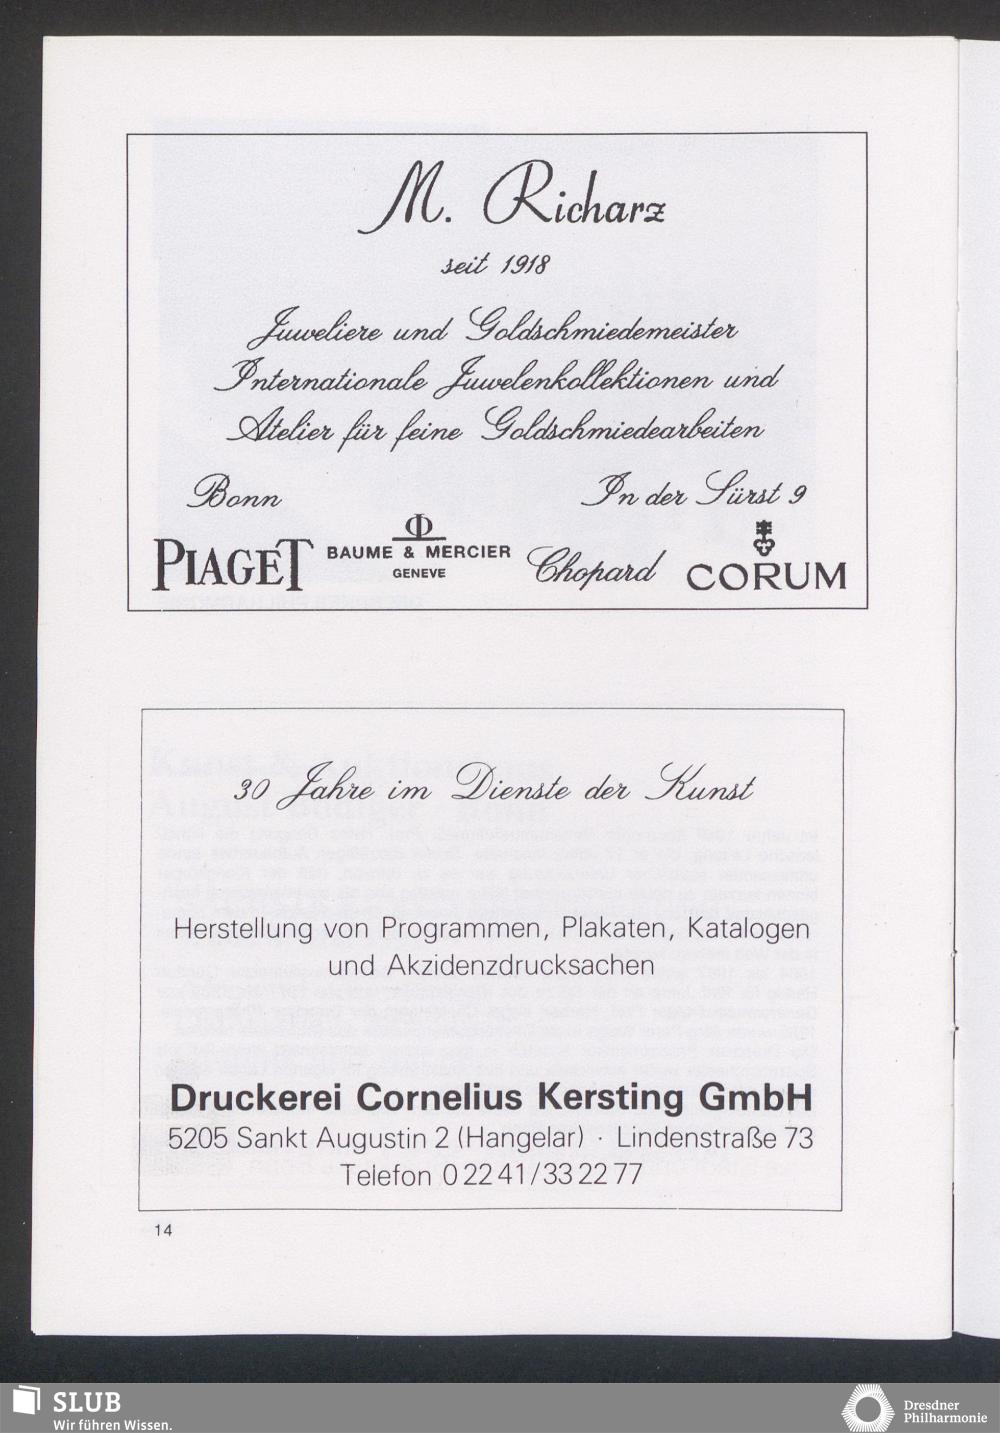 M. Richarz
seit 1918
Juweliere und Goldschmiedemeister
Internationale Juwelenkollektionen und
Atelier für feine Goldschmiedearbeiten
Bonn In der Sürst 9
PIAGET BAUME & MERCIER GENEVE Chopard CORUM
30 Jahre im Dienste der Kunst
Herstellung von Programmen, Plakaten, Katalogen
und Akzidenzdrucksachen
Druckerei Cornelius Kersting GmbH
5205 Sankt Augustin 2 (Hangelar) · Lindenstraße 73
Telefon 0 22 41/33 22 77
14
SLUB
Wir führen Wissen.
Dresdner
Philharmonie